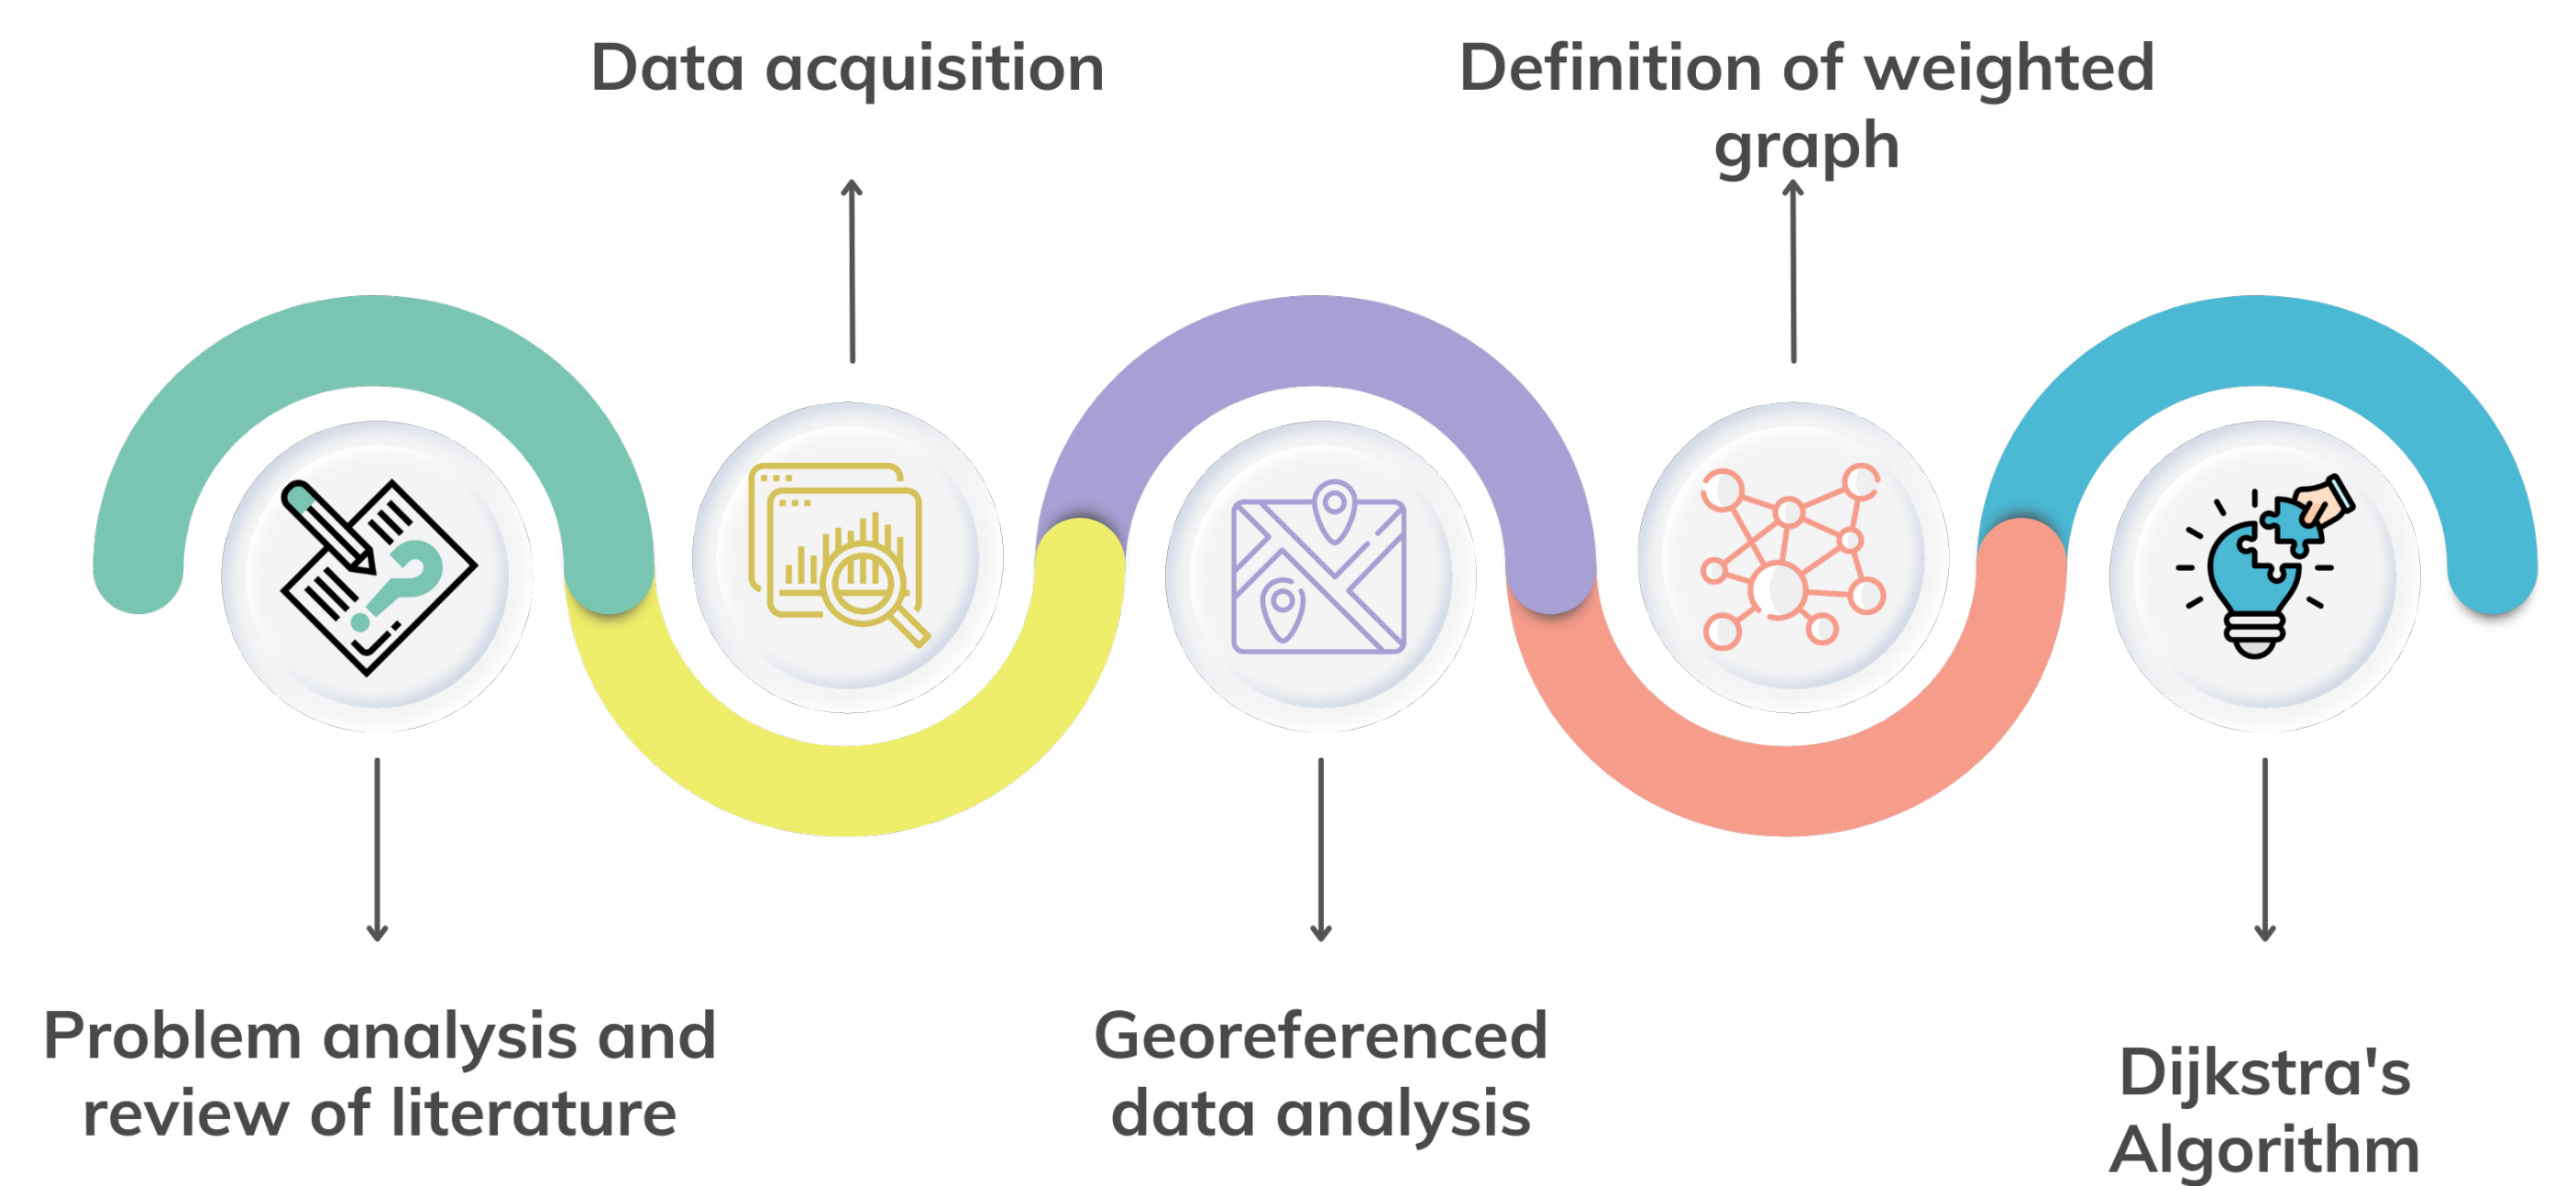 Data acquisition
Definition of weighted
graph
Problem analysis and
review of literature
Georeferenced
data analysis
Dijkstra's
Algorithm